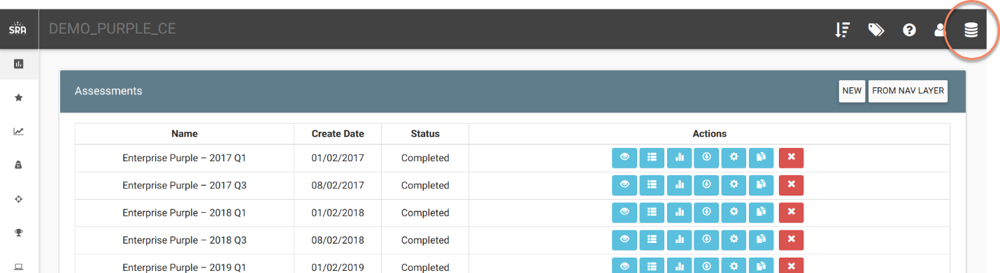 SRA DEMO_PURPLE_CE
Assessments NEW FROM NAV LAYER
Name Create Date Status Actions
Enterprise Purple – 2017 Q1 01/02/2017 Completed
Enterprise Purple – 2017 Q3 08/02/2017 Completed
Enterprise Purple – 2018 Q1 01/02/2018 Completed
Enterprise Purple – 2018 Q3 08/02/2018 Completed
Enterprise Purple – 2019 Q1 01/02/2019 Completed